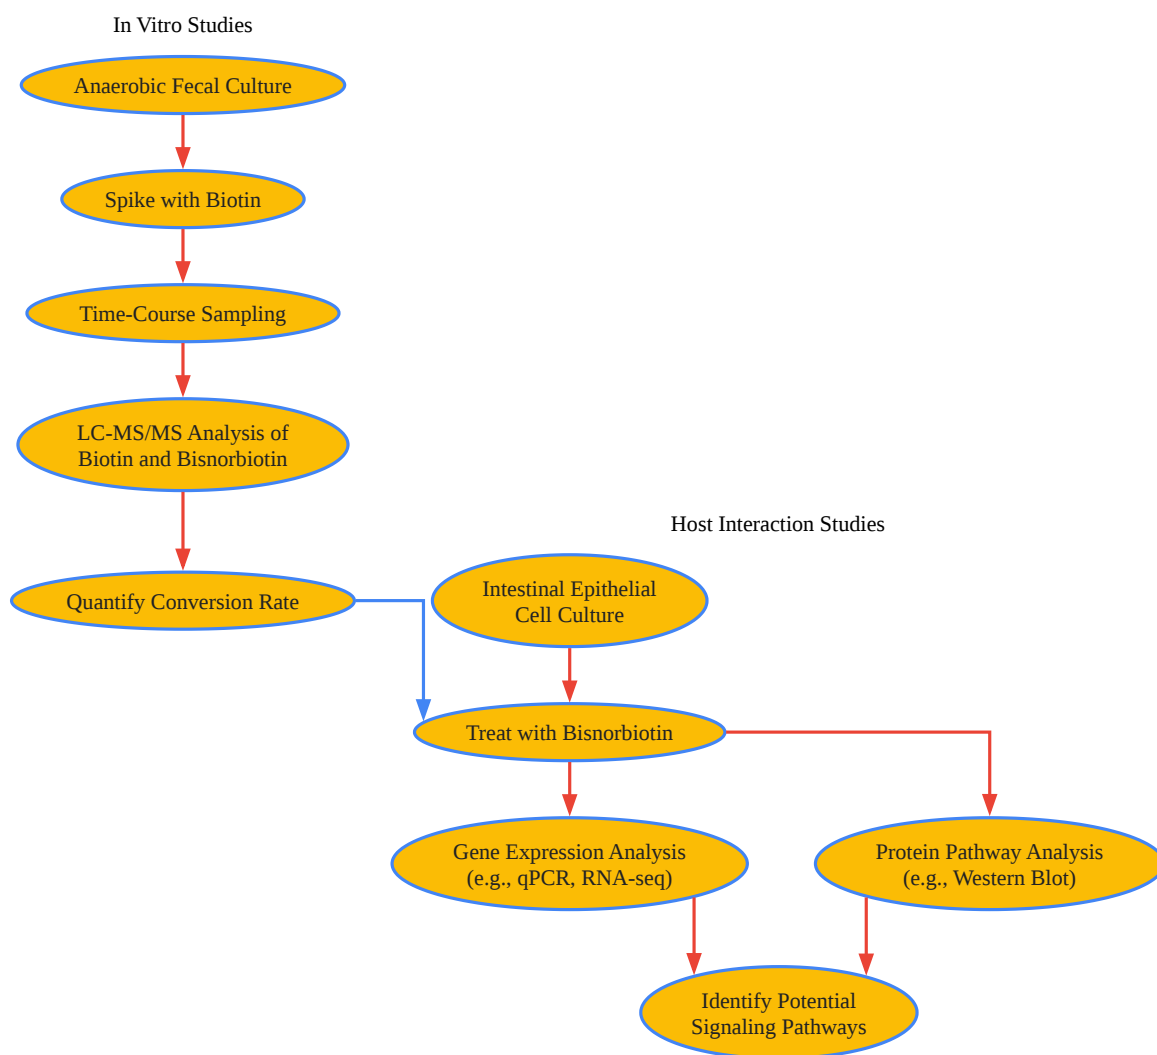 In Vitro Studies
Anaerobic Fecal Culture
Spike with Biotin
Time-Course Sampling
LC-MS/MS Analysis of
Biotin and Bisnorbiotin
Quantify Conversion Rate
Host Interaction Studies
Intestinal Epithelial
Cell Culture
Treat with Bisnorbiotin
Gene Expression Analysis
(e.g., qPCR, RNA-seq)
Protein Pathway Analysis
(e.g., Western Blot)
Identify Potential
Signaling Pathways